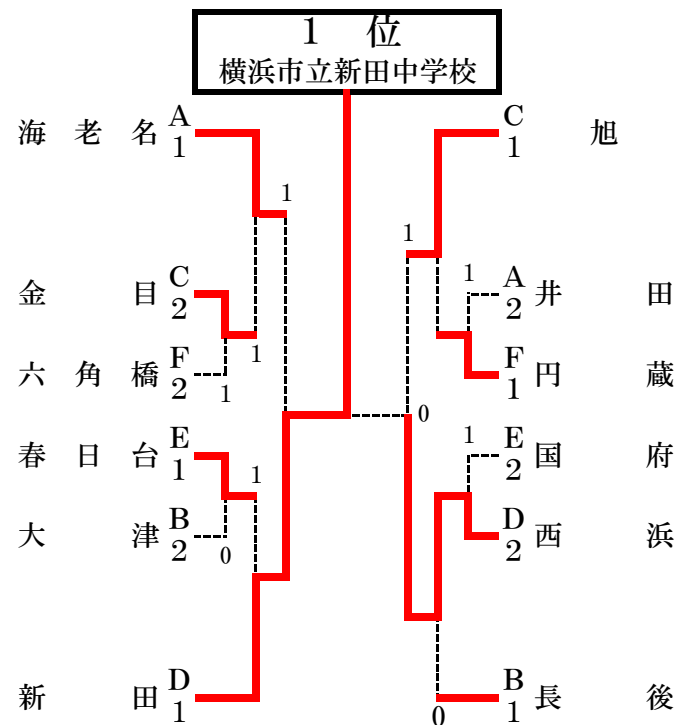 1 位
横浜市立新田中学校
海老名 A 1
C 1 旭
1
1
金目 C 2
1 A 2 井田
1
六角橋 F 2
1
F 1 円蔵
0
春日台 E 1
1
1 E 2 国府
大津 B 2
0
D 2 西浜
新田 D 1
0
B 1 長後